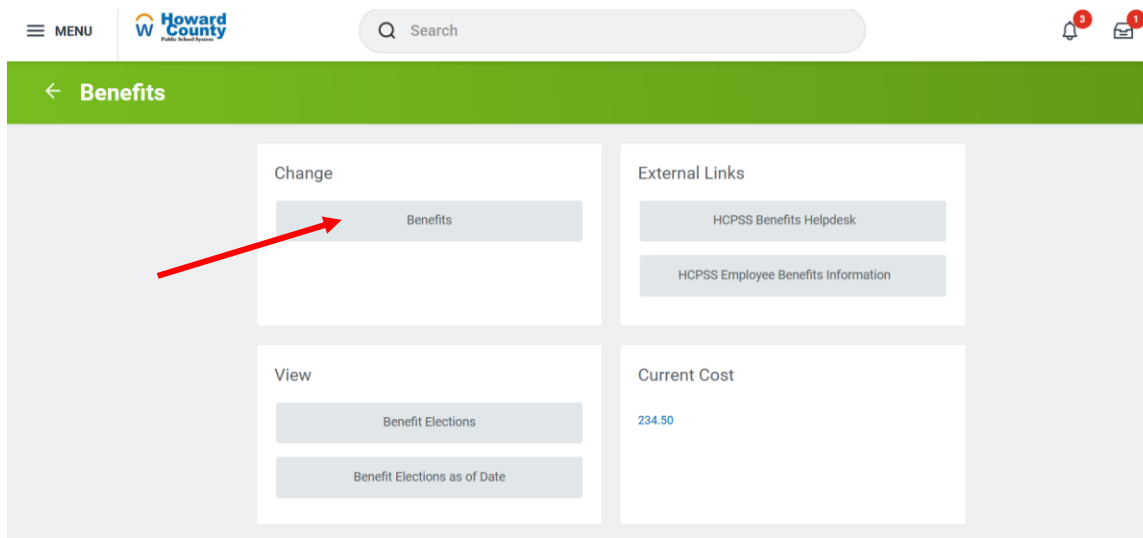 MENU
Howard
County
Public School System
Search
3
1
Benefits
Change
Benefits
External Links
HCPSS Benefits Helpdesk
HCPSS Employee Benefits Information
View
Benefit Elections
Benefit Elections as of Date
Current Cost
234.50